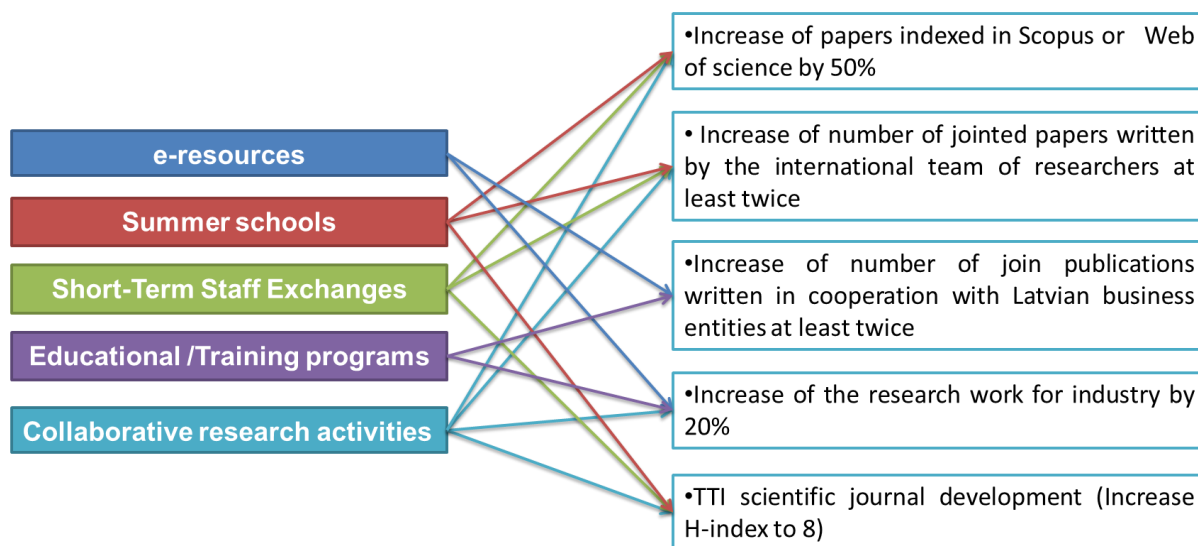 e-resources
Summer schools
Short-Term Staff Exchanges
Educational /Training programs
Collaborative research activities
•Increase of papers indexed in Scopus or Web
of science by 50%
• Increase of number of jointed papers written
by the international team of researchers at
least twice
•Increase of number of join publications
written in cooperation with Latvian business
entities at least twice
•Increase of the research work for industry by
20%
•TTI scientific journal development (Increase
H-index to 8)